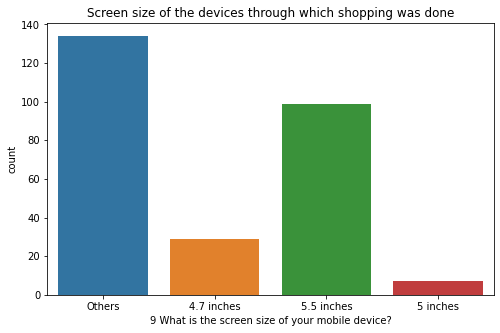 Screen size of the devices through which shopping was done
140
120
100
80
60
40
20
0
count
Others 4.7 inches 5.5 inches 5 inches
9 What is the screen size of your mobile device?